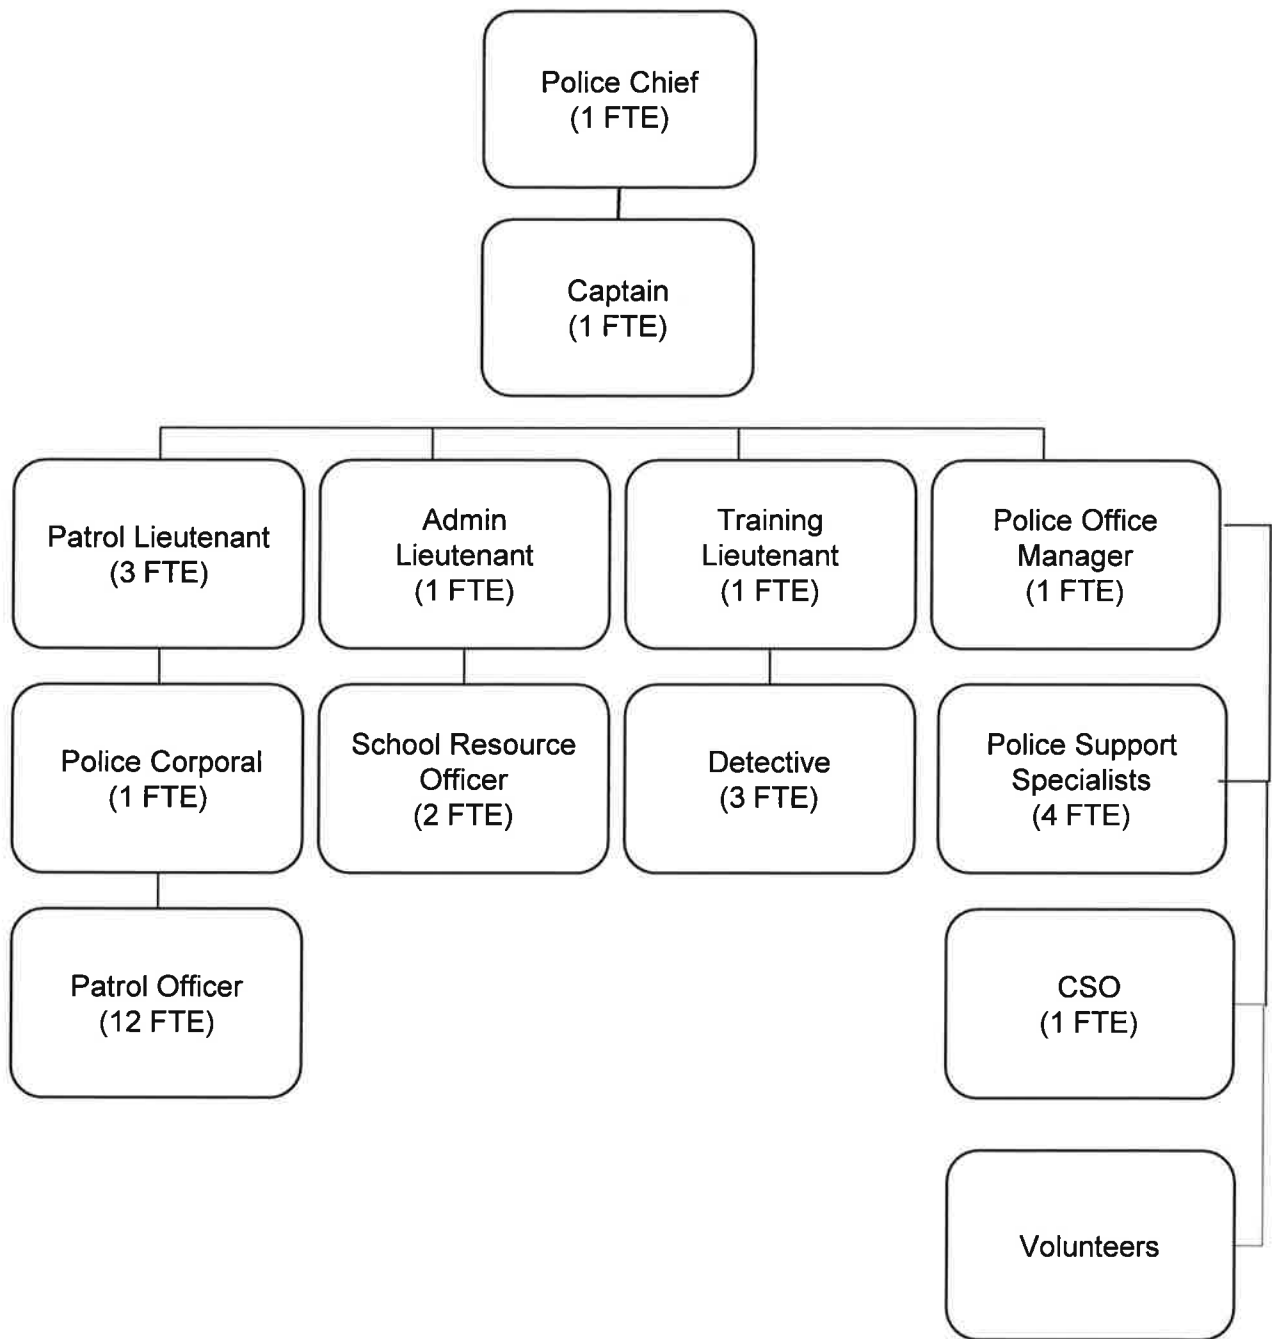 Police Chief
(1 FTE)
Captain
(1 FTE)
Patrol Lieutenant
(3 FTE)
Admin
Lieutenant
(1 FTE)
Training
Lieutenant
(1 FTE)
Police Office
Manager
(1 FTE)
Police Corporal
(1 FTE)
School Resource
Officer
(2 FTE)
Detective
(3 FTE)
Police Support
Specialists
(4 FTE)
Patrol Officer
(12 FTE)
CSO
(1 FTE)
Volunteers